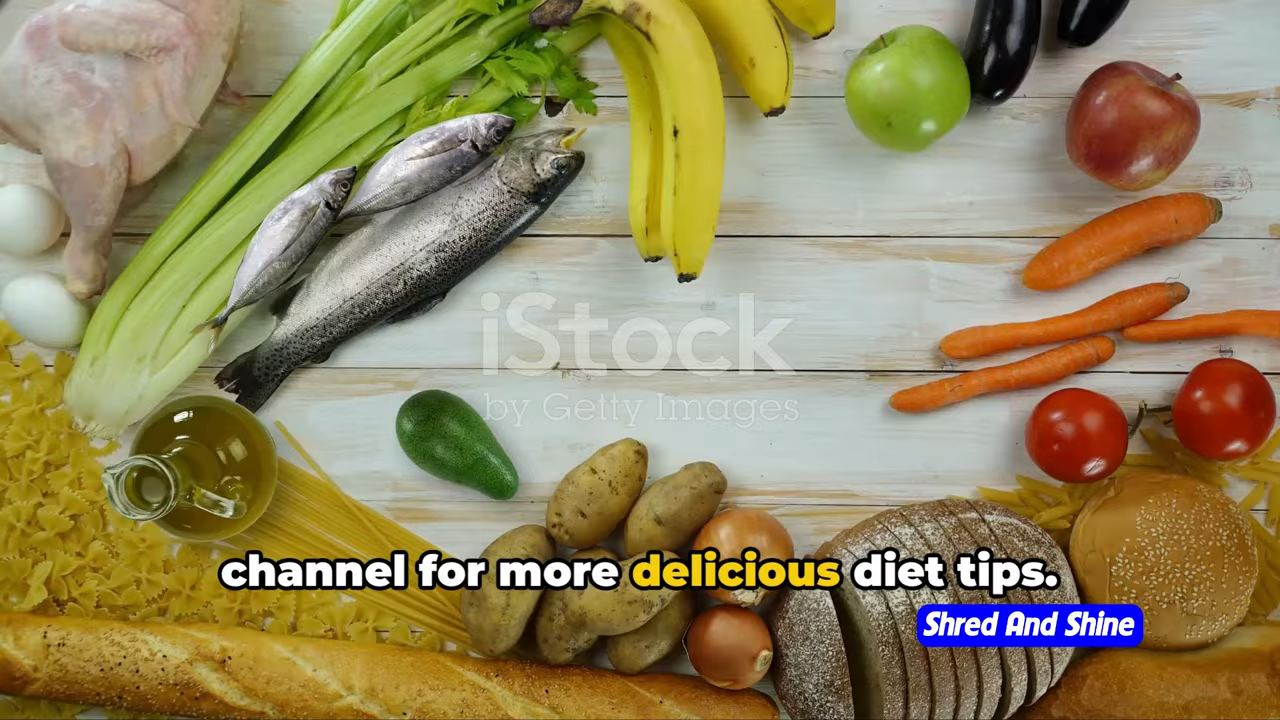 iStock
by Getty Images
channel for more delicious diet tips.
Shred And Shine